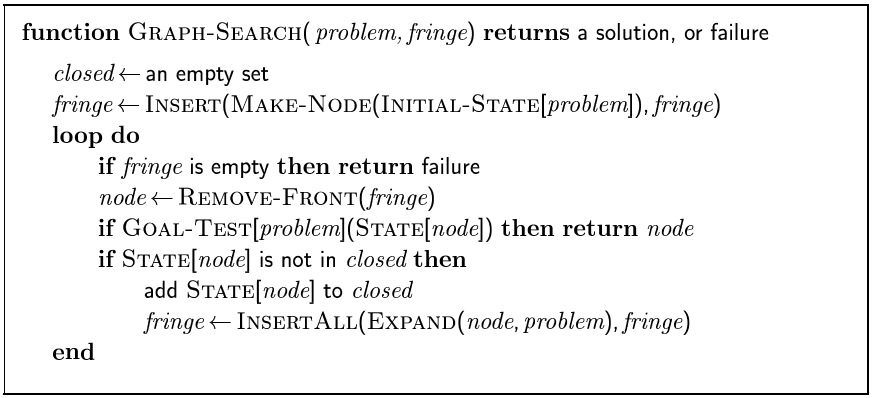 function GRAPH-SEARCH( problem, fringe) returns a solution, or failure
closed ← an empty set
fringe ← INSERT(MAKE-NODE(INITIAL-STATE[problem]), fringe)
loop do
if fringe is empty then return failure
node ← REMOVE-FRONT(fringe)
if GOAL-TEST[problem](STATE[node]) then return node
if STATE[node] is not in closed then
add STATE[node] to closed
fringe ← INSERTALL(EXPAND(node, problem), fringe)
end